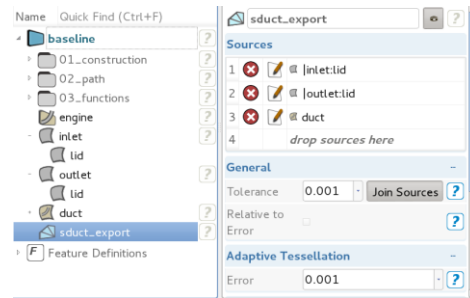 Name Quick Find (Ctrl+F)
baseline ?
01_construction ?
02_path ?
03_functions ?
engine ?
inlet ?
lid
outlet ?
lid
duct ?
sduct_export ?
F Feature Definitions
sduct_export ?
Sources
1 |inlet:lid
2 |outlet:lid
3 duct
4 drop sources here
General –
Tolerance 0.001 - Join Sources ?
Relative to Error ?
Adaptive Tessellation –
Error 0.001 - ?